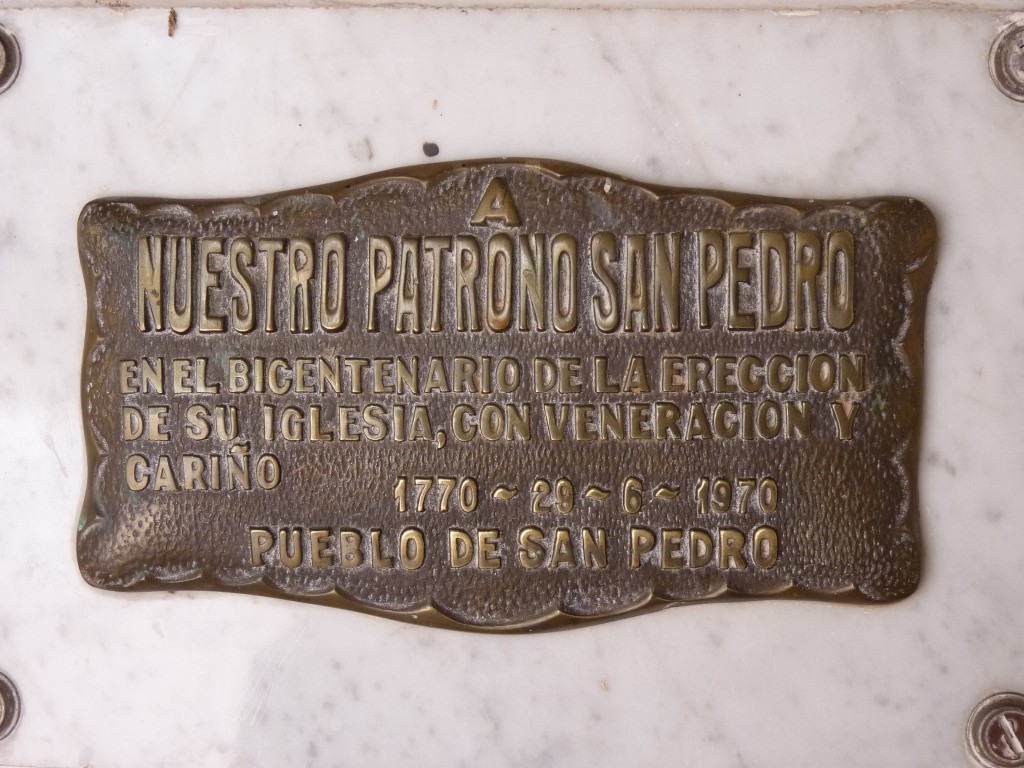 A
NUESTRO PATRONO SAN PEDRO
EN EL BICENTENARIO DE LA ERECCION
DE SU IGLESIA, CON VENERACION Y
CARIÑO
1770 ~ 29 ~ 6 ~ 1970
PUEBLO DE SAN PEDRO